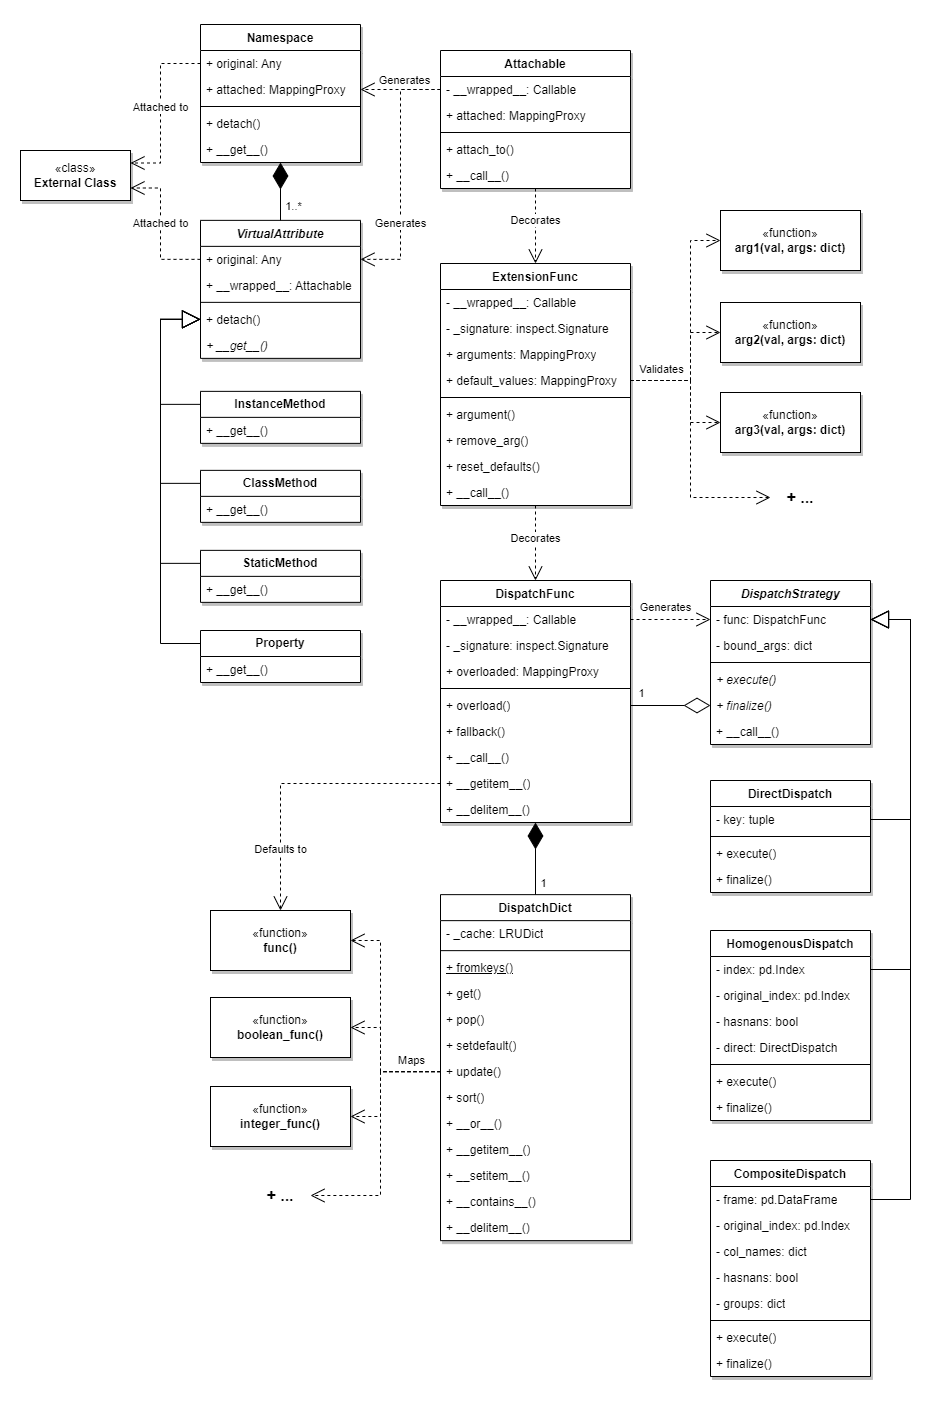 Namespace
+ original: Any
+ attached: MappingProxy
+ detach()
+ __get__()
Attachable
- __wrapped__: Callable
+ attached: MappingProxy
+ attach_to()
+ __call__()
Generates
Attached to
«class»
External Class
Attached to
1..*
Generates
Decorates
VirtualAttribute
+ original: Any
+ __wrapped__: Attachable
+ detach()
+ __get__()
InstanceMethod
+ __get__()
ClassMethod
+ __get__()
StaticMethod
+ __get__()
Property
+ __get__()
ExtensionFunc
- __wrapped__: Callable
- _signature: inspect.Signature
+ arguments: MappingProxy
+ default_values: MappingProxy
+ argument()
+ remove_arg()
+ reset_defaults()
+ __call__()
Validates
«function»
arg1(val, args: dict)
«function»
arg2(val, args: dict)
«function»
arg3(val, args: dict)
+ ...
Decorates
DispatchFunc
- __wrapped__: Callable
- _signature: inspect.Signature
+ overloaded: MappingProxy
+ overload()
+ fallback()
+ __call__()
+ __getitem__()
+ __delitem__()
Generates
1
DispatchStrategy
- func: DispatchFunc
- bound_args: dict
+ execute()
+ finalize()
+ __call__()
DirectDispatch
- key: tuple
+ execute()
+ finalize()
HomogenousDispatch
- index: pd.Index
- original_index: pd.Index
- hasnans: bool
- direct: DirectDispatch
+ execute()
+ finalize()
CompositeDispatch
- frame: pd.DataFrame
- original_index: pd.Index
- col_names: dict
- hasnans: bool
- groups: dict
+ execute()
+ finalize()
Defaults to
1
DispatchDict
- _cache: LRUDict
+ fromkeys()
+ get()
+ pop()
+ setdefault()
+ update()
+ sort()
+ __or__()
+ __getitem__()
+ __setitem__()
+ __contains__()
+ __delitem__()
Maps
«function»
func()
«function»
boolean_func()
«function»
integer_func()
+ ...